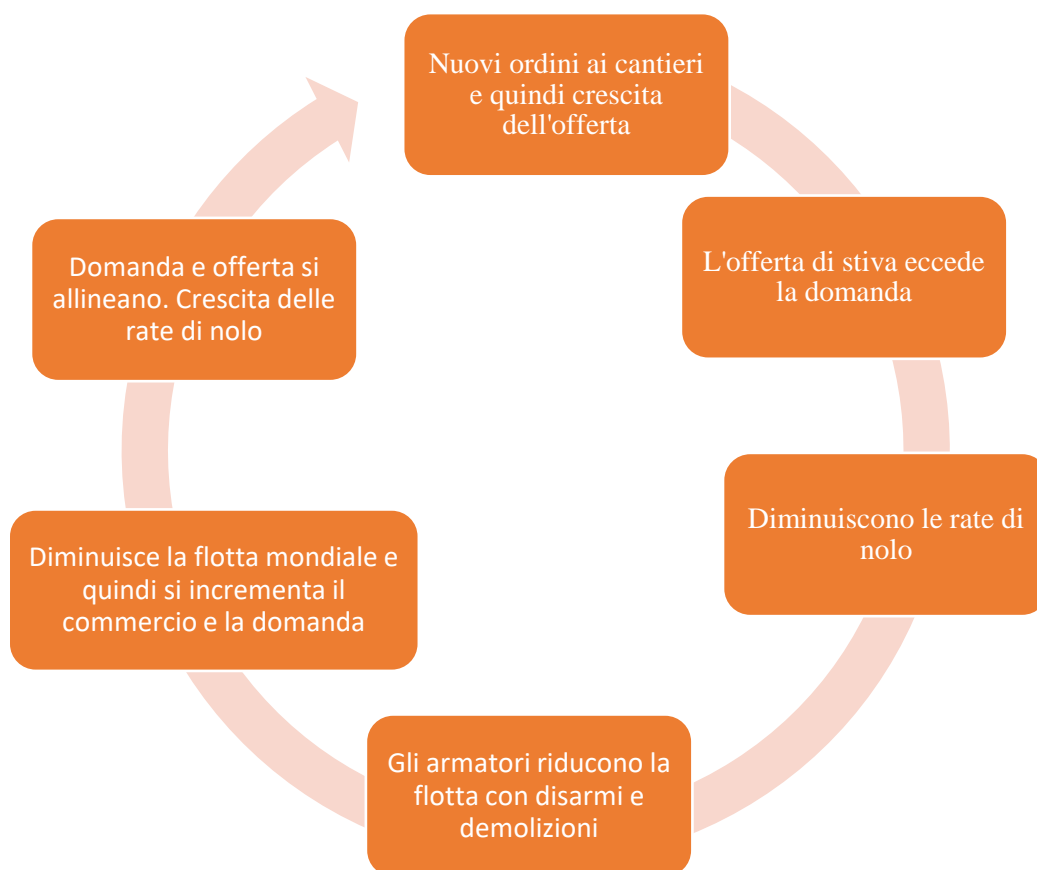 Nuovi ordini ai cantieri
e quindi crescita
dell'offerta
L'offerta di stiva eccede
la domanda
Diminuiscono le rate di
nolo
Gli armatori riducono la
flotta con disarmi e
demolizioni
Diminuisce la flotta mondiale e
quindi si incrementa il
commercio e la domanda
Domanda e offerta si
allineano. Crescita delle
rate di nolo